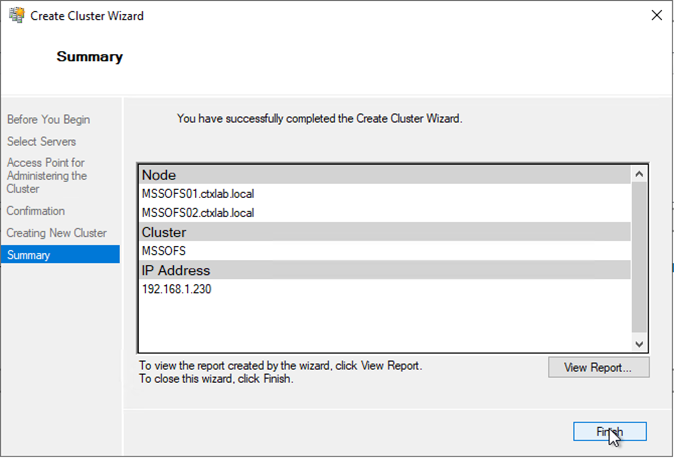 Create Cluster Wizard
Summary
Before You Begin
Select Servers
Access Point for
Administering the
Cluster
Confirmation
Creating New Cluster
Summary
You have successfully completed the Create Cluster Wizard.
Node
MSSOFS01.ctxlab.local
MSSOFS02.ctxlab.local
Cluster
MSSOFS
IP Address
192.168.1.230
To view the report created by the wizard, click View Report.
To close this wizard, click Finish.
View Report...
Finish